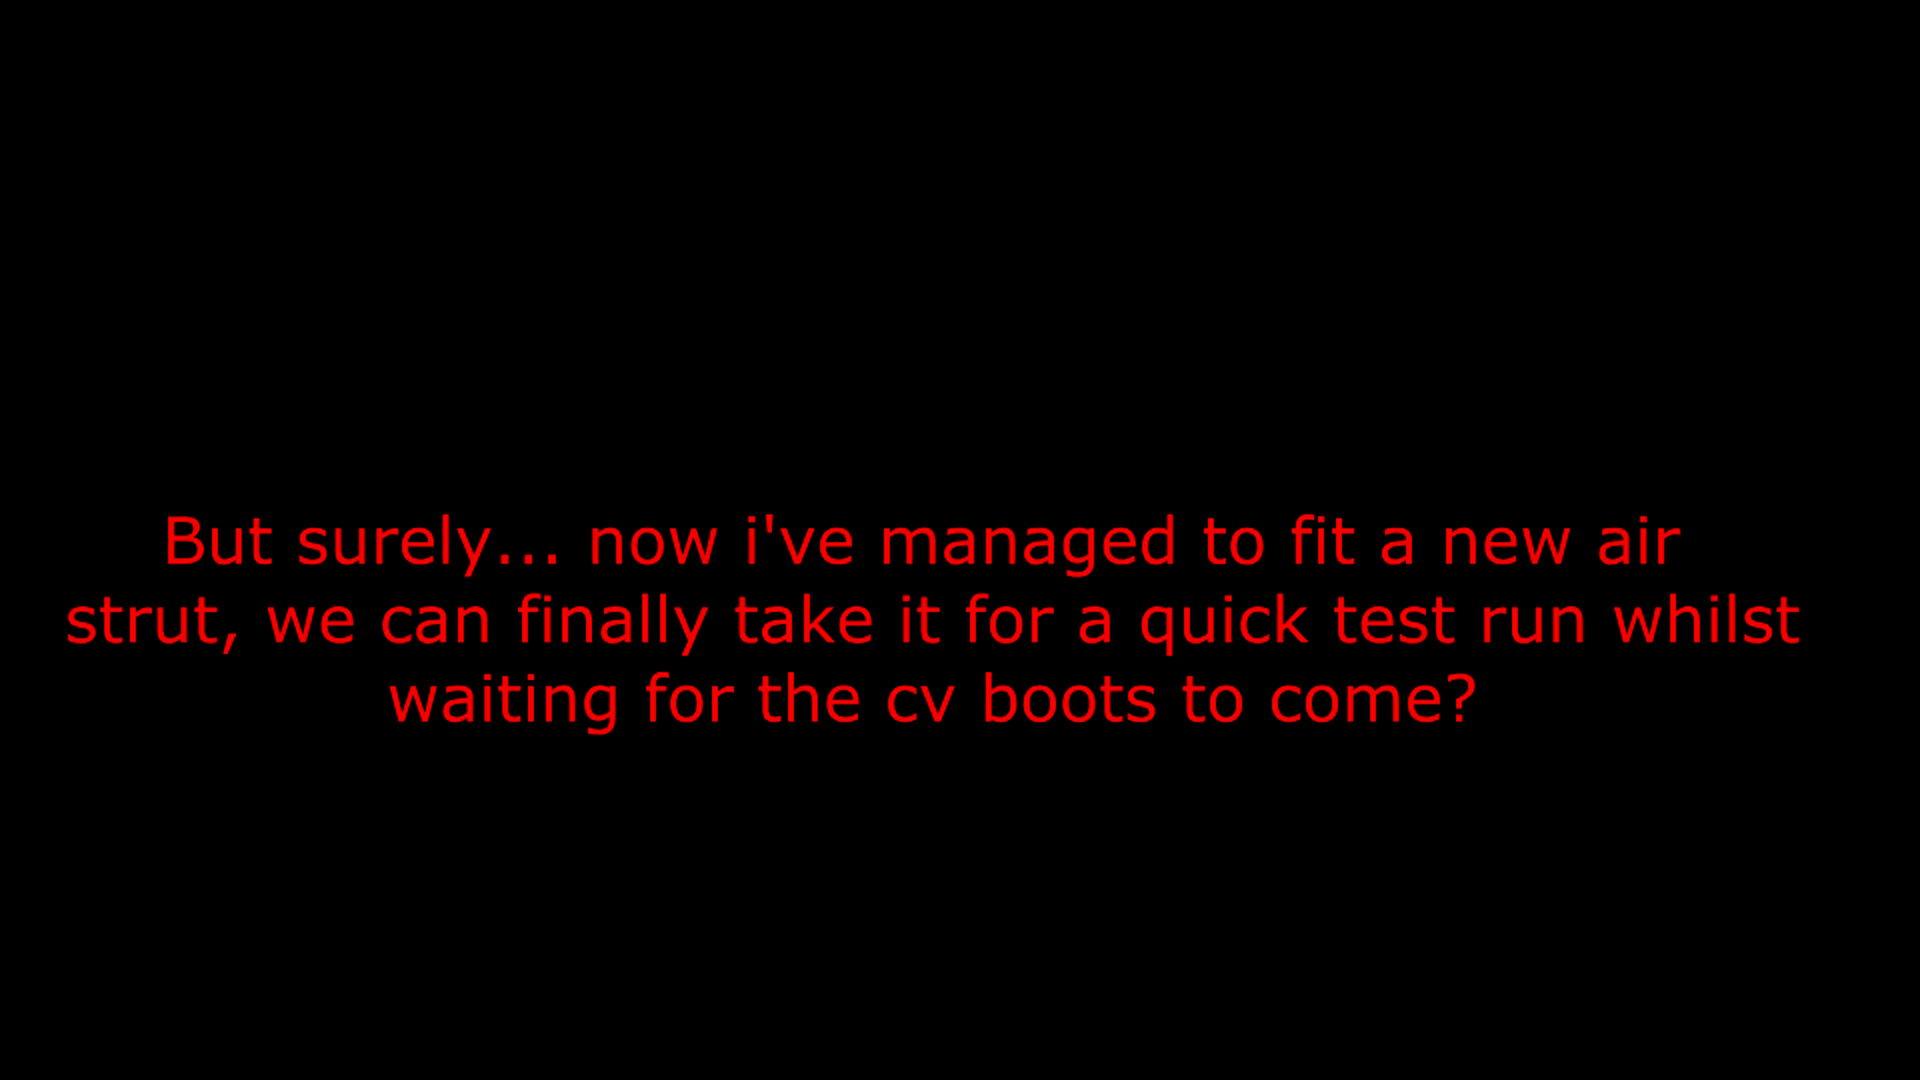 But surely... now i've managed to fit a new air
strut, we can finally take it for a quick test run whilst
waiting for the cv boots to come?